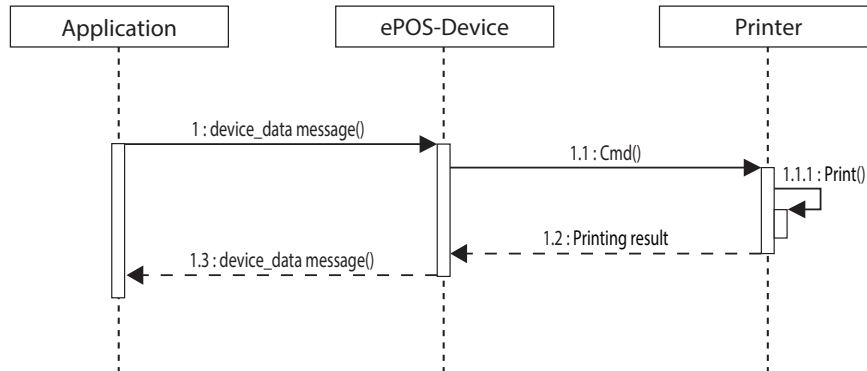 Application
ePOS-Device
Printer
1 : device_data message()
1.1 : Cmd()
1.1.1 : Print()
1.2 : Printing result
1.3 : device_data message()